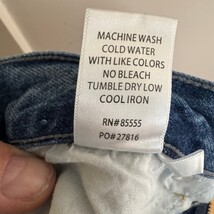 MACHINE WASH
COLD WATER
WITH LIKE COLORS
NO BLEACH
TUMBLE DRY LOW
COOL IRON
RN#85555
PO#27816